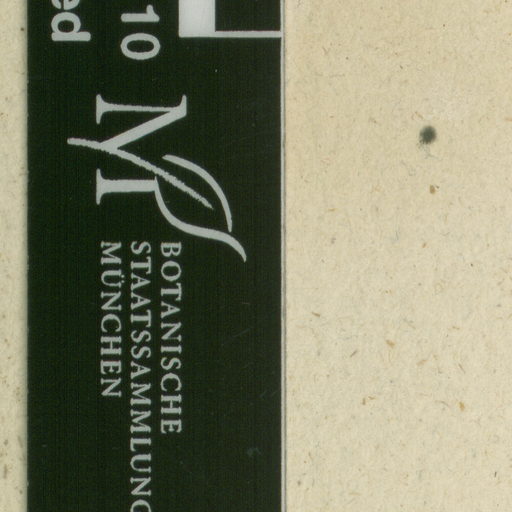 10
ed
BOTANISCHE
STAATSSAMMLUNG
MÜNCHEN